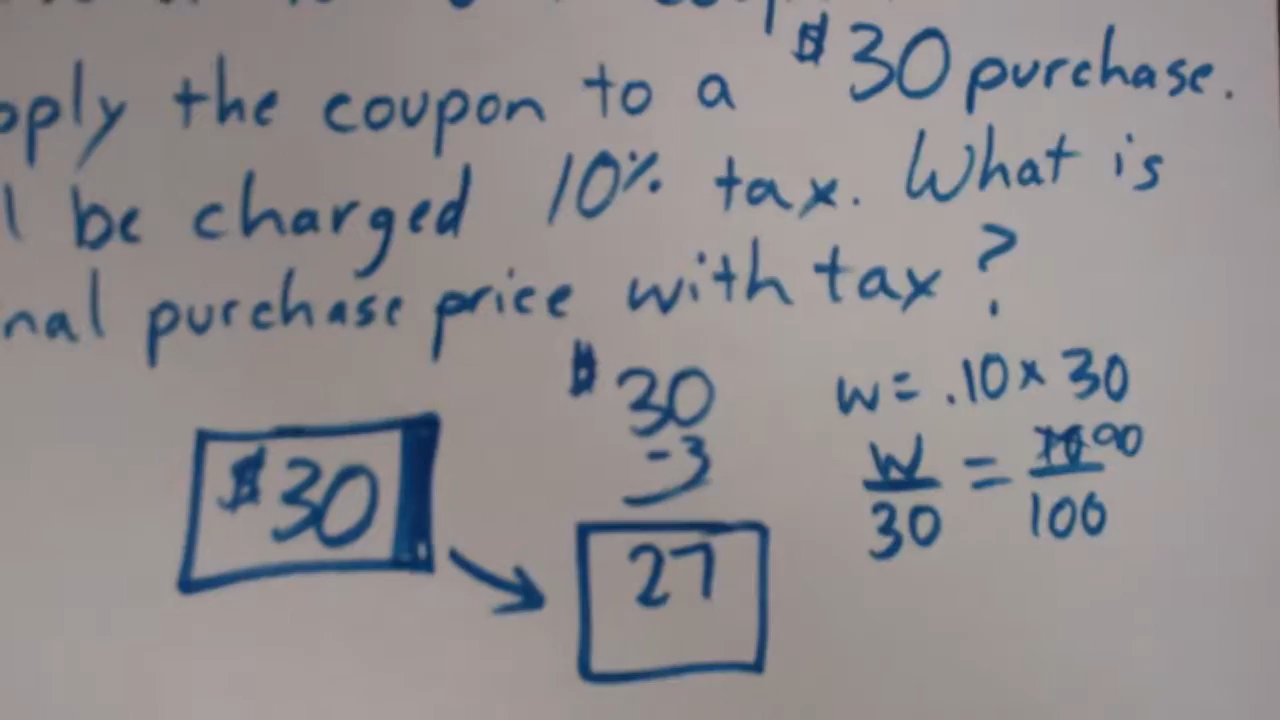 $30 purchase.
pply the coupon to a
l be charged 10% tax. What is
nal purchase price with tax?
$30
-3
27
$30
w = .10 x 30
w/30 = 90/100